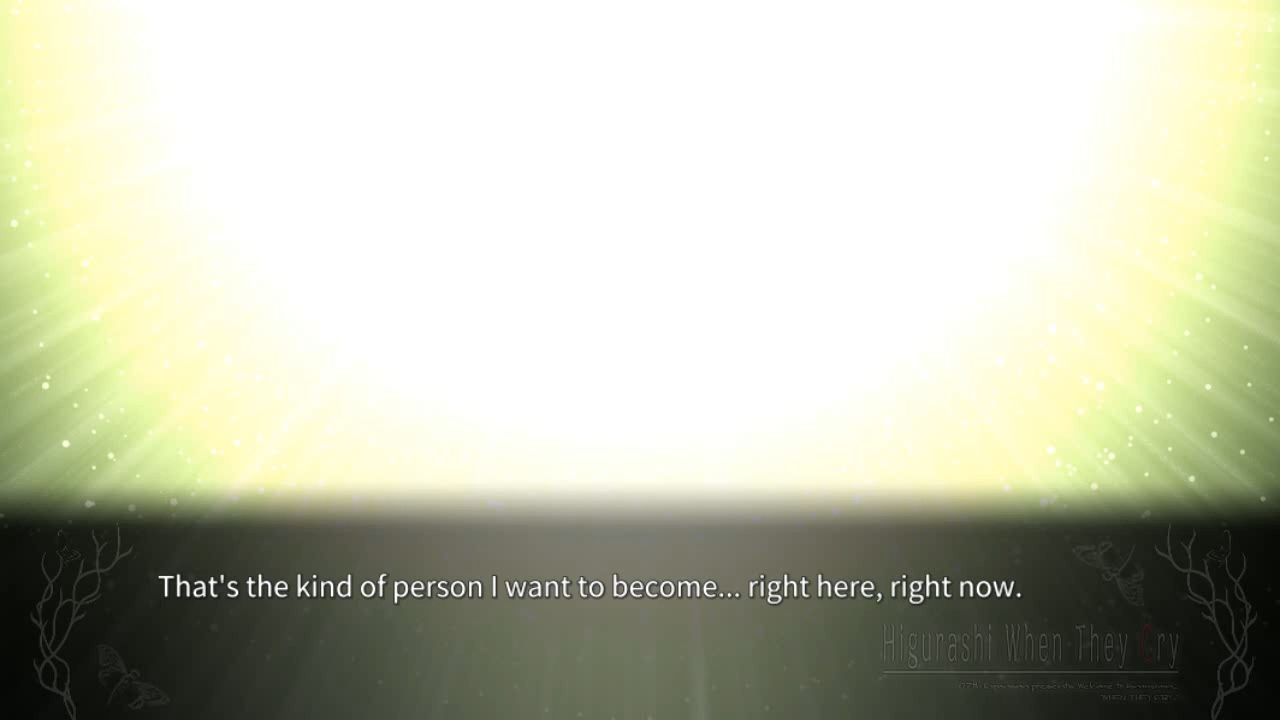 That's the kind of person I want to become... right here, right now.
Higurashi When They Cry